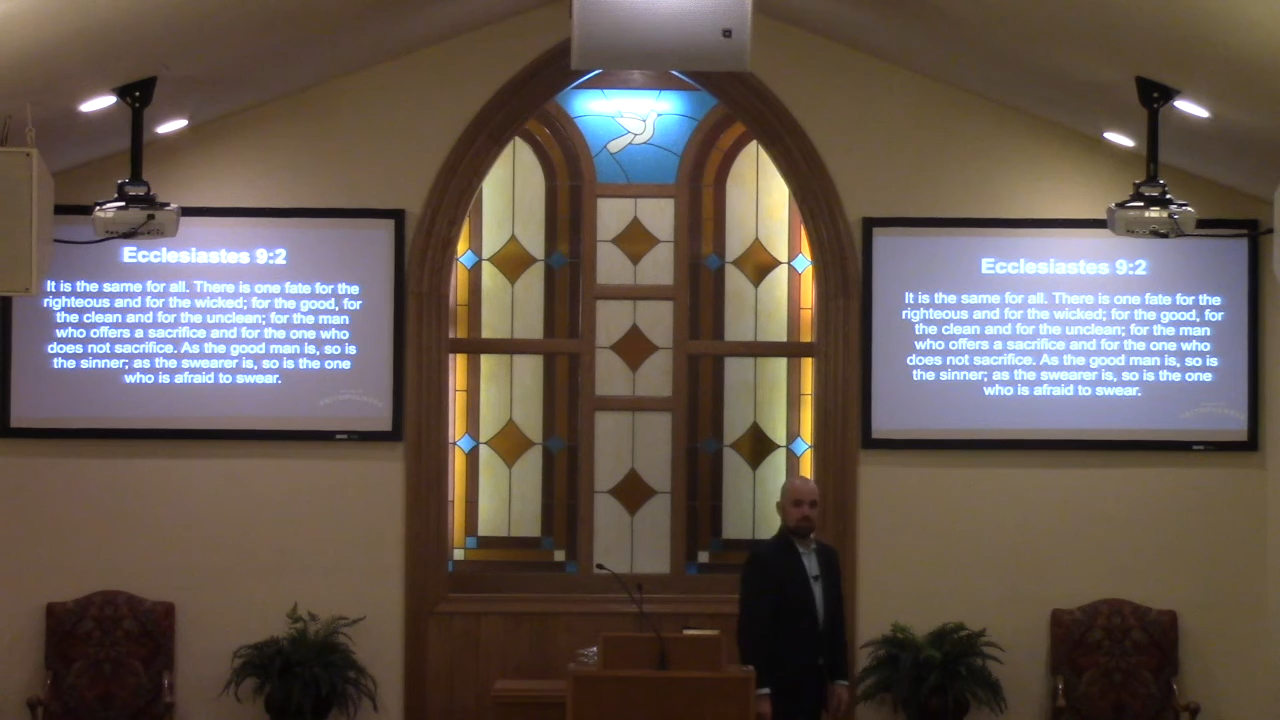 Ecclesiastes 9:2
It is the same for all. There is one fate for the
righteous and for the wicked; for the good, for
the clean and for the unclean; for the man
who offers a sacrifice and for the one who
does not sacrifice. As the good man is, so is
the sinner; as the swearer is, so is the one
who is afraid to swear.
Ecclesiastes 9:2
It is the same for all. There is one fate for the
righteous and for the wicked; for the good, for
the clean and for the unclean; for the man
who offers a sacrifice and for the one who
does not sacrifice. As the good man is, so is
the sinner; as the swearer is, so is the one
who is afraid to swear.